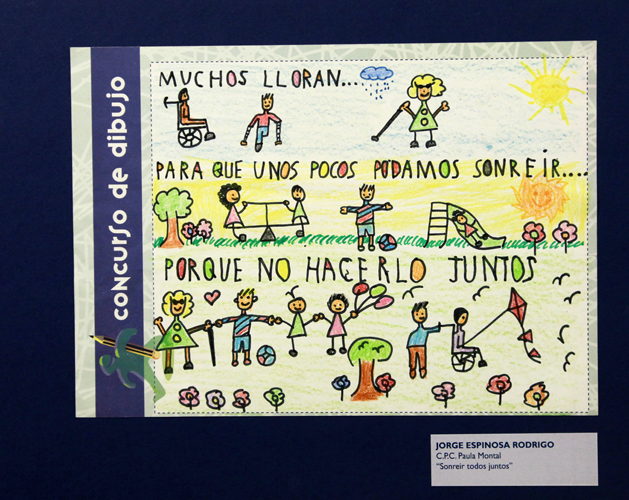 concurso de dibujo
MUCHOS LLORAN...
PARA QUE UNOS POCOS PODAMOS SONREIR....
PORQUE NO HACERLO JUNTOS
JORGE ESPINOSA RODRIGO
C.P.C. Paula Montal
"Sonreir todos juntos"